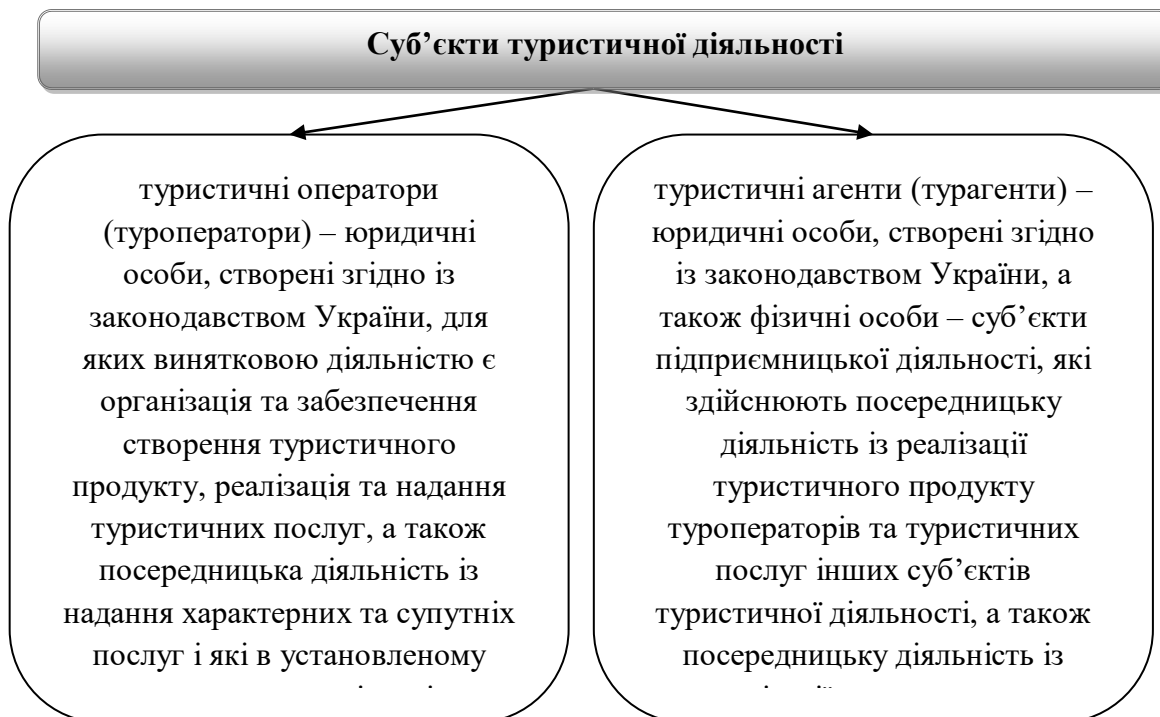 Суб’єкти туристичної діяльності
туристичні оператори
(туроператори) – юридичні
особи, створені згідно із
законодавством України, для
яких винятковою діяльністю є
організація та забезпечення
створення туристичного
продукту, реалізація та надання
туристичних послуг, а також
посередницька діяльність із
надання характерних та супутніх
послуг і які в установленому
туристичні агенти (турагенти) –
юридичні особи, створені згідно
із законодавством України, а
також фізичні особи – суб’єкти
підприємницької діяльності, які
здійснюють посередницьку
діяльність із реалізації
туристичного продукту
туроператорів та туристичних
послуг інших суб’єктів
туристичної діяльності, а також
посередницьку діяльність із